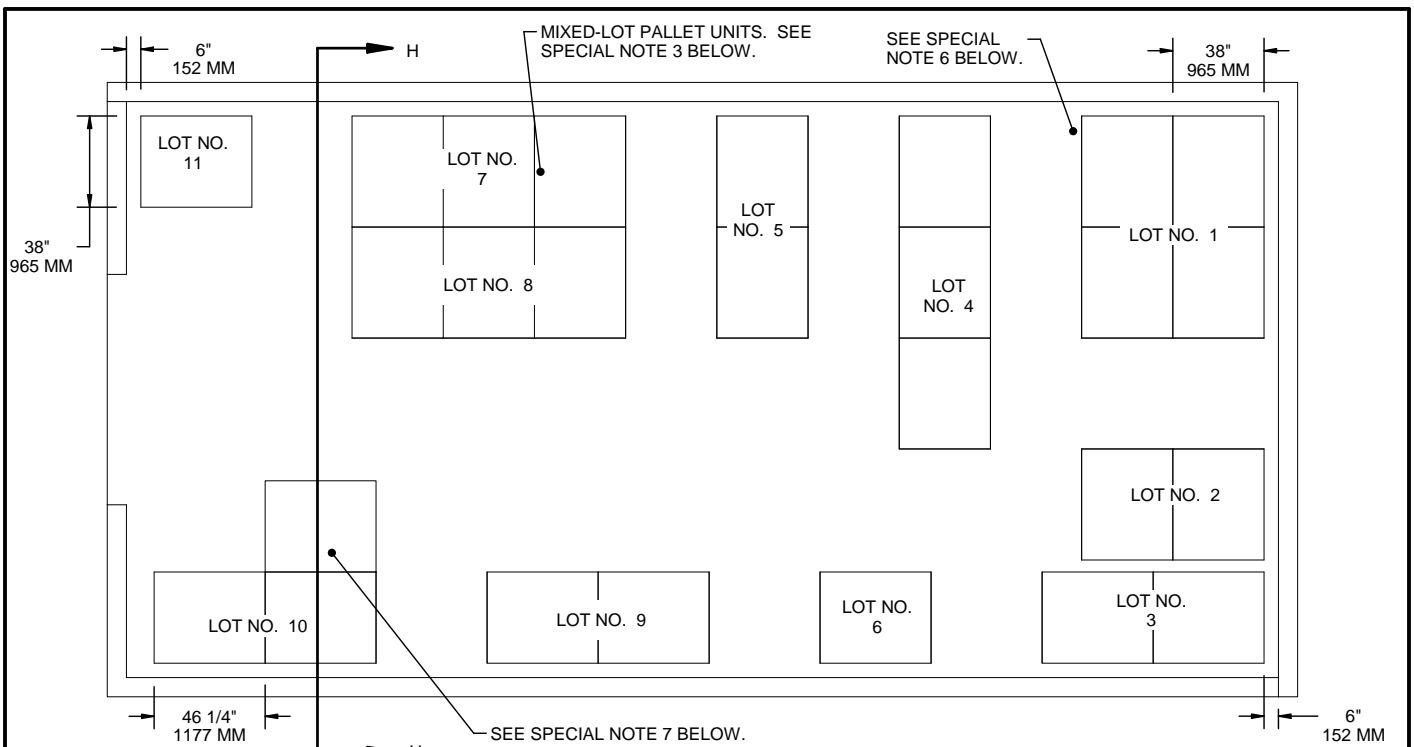 6"
152 MM
H
MIXED-LOT PALLET UNITS. SEE
SPECIAL NOTE 3 BELOW.
SEE SPECIAL
NOTE 6 BELOW.
38"
965 MM
LOT NO.
11
LOT NO.
7
LOT
NO. 5
LOT NO. 1
38"
965 MM
LOT NO. 8
LOT
NO. 4
LOT NO. 2
LOT NO. 10
LOT NO. 9
LOT NO.
6
LOT NO.
3
46 1/4"
1177 MM
SEE SPECIAL NOTE 7 BELOW.
6"
152 MM